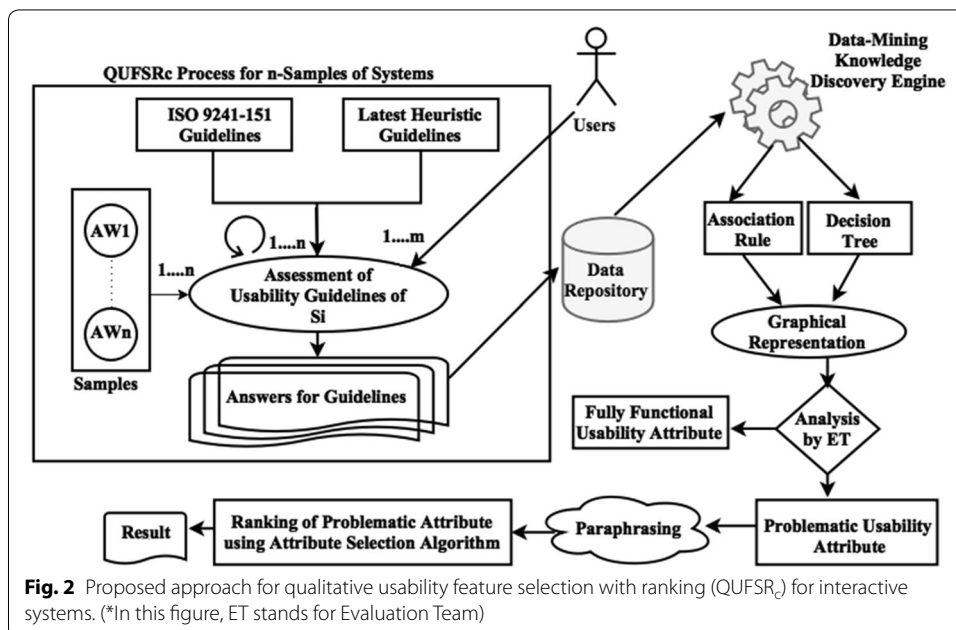 QUFSRc Process for n-Samples of Systems
ISO 9241-151
Guidelines
Latest Heuristic
Guidelines
Users
Data-Mining
Knowledge
Discovery Engine
AW1
AWn
Samples
1....n
1....n
1....m
Assessment of
Usability Guidelines of
Si
Answers for Guidelines
Data
Repository
Association
Rule
Decision
Tree
Graphical
Representation
Analysis
by ET
Fully Functional
Usability Attribute
Problematic Usability
Attribute
Paraphrasing
Ranking of Problematic Attribute
using Attribute Selection Algorithm
Result
Fig. 2 Proposed approach for qualitative usability feature selection with ranking (QUFSRc) for interactive
systems. (*In this figure, ET stands for Evaluation Team)